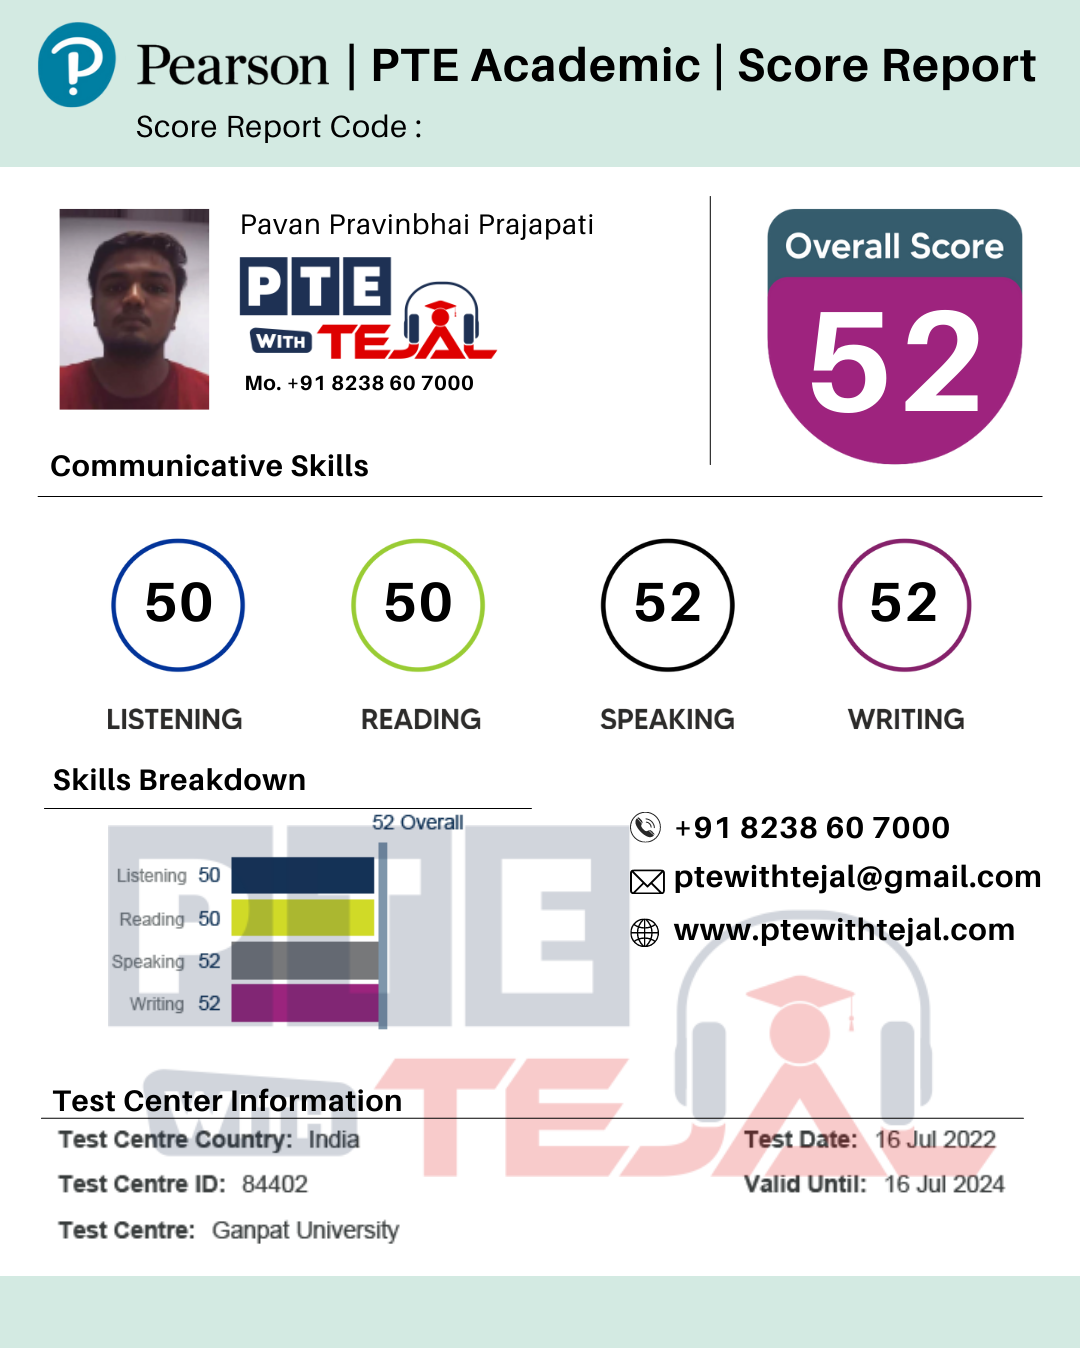 Pearson | PTE Academic | Score Report
Score Report Code :
Pavan Pravinbhai Prajapati
PTE
WITH TEJAL
Mo. +91 8238 60 7000
Overall Score
52
Communicative Skills
50 50 52 52
LISTENING READING SPEAKING WRITING
Skills Breakdown
52 Overall
Listening 50
Reading 50
Speaking 52
Writing 52
+91 8238 60 7000
ptewithtejal@gmail.com
www.ptewithtejal.com
PTE
WITH TEJAL
Test Center Information
Test Centre Country: India
Test Date: 16 Jul 2022
Test Centre ID: 84402
Valid Until: 16 Jul 2024
Test Centre: Ganpat University